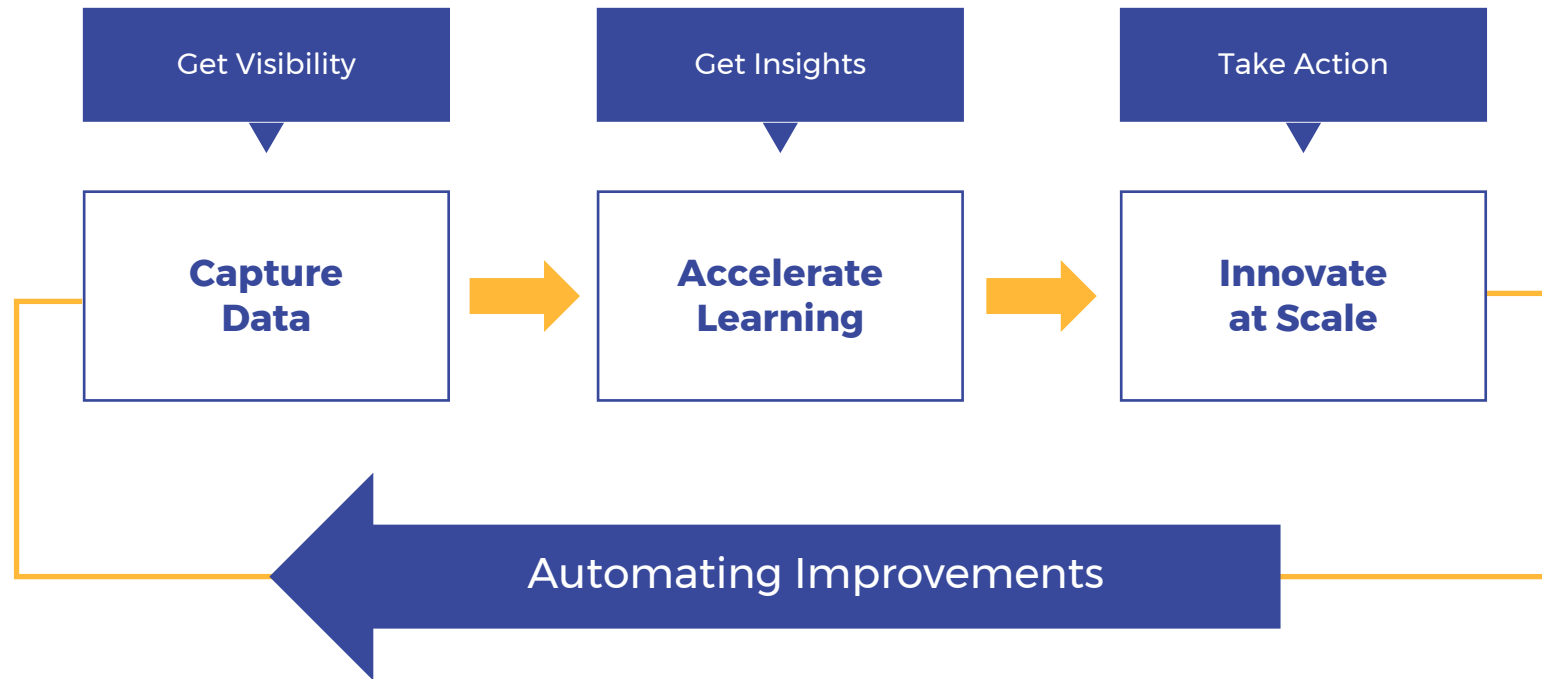 Get Visibility
Get Insights
Take Action
Capture
Data
Accelerate
Learning
Innovate
at Scale
Automating Improvements